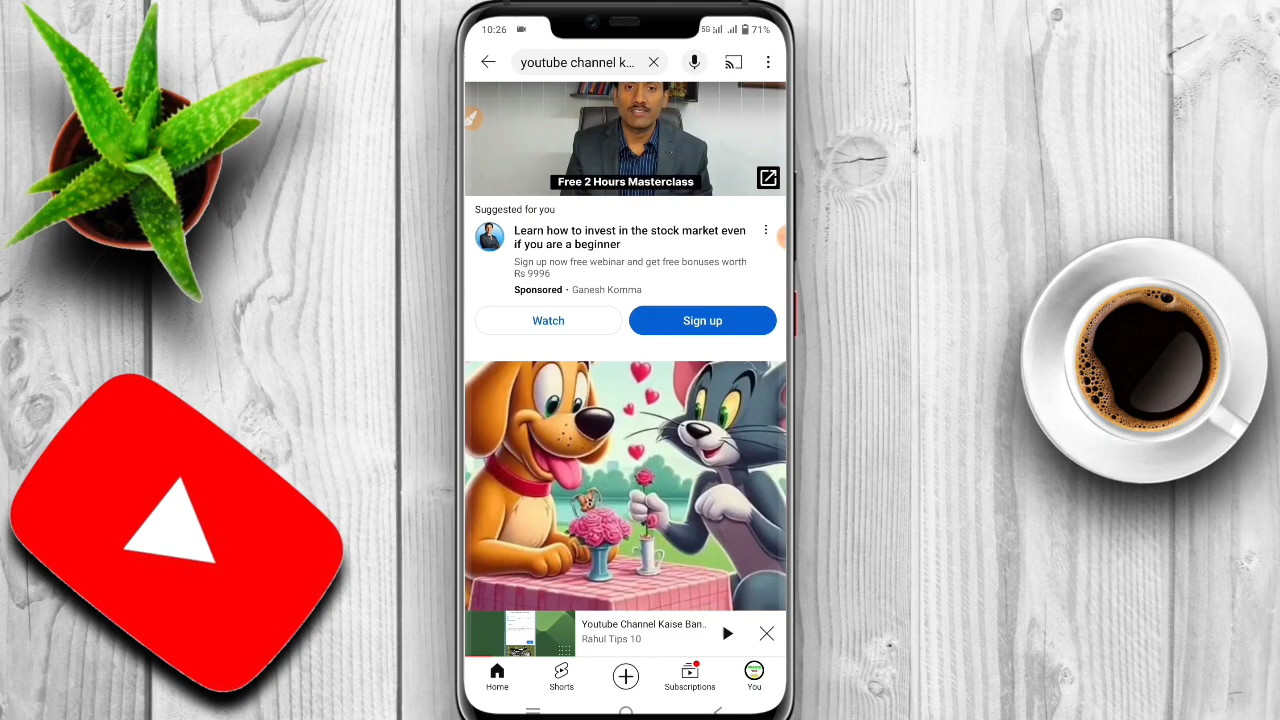 10:26
5G
71%
youtube channel k...
Free 2 Hours Masterclass
Suggested for you
Learn how to invest in the stock market even
if you are a beginner
Sign up now free webinar and get free bonuses worth
Rs 9996
Sponsored • Ganesh Komma
Watch
Sign up
Youtube Channel Kaise Ban..
Rahul Tips 10
Home
Shorts
Subscriptions
You